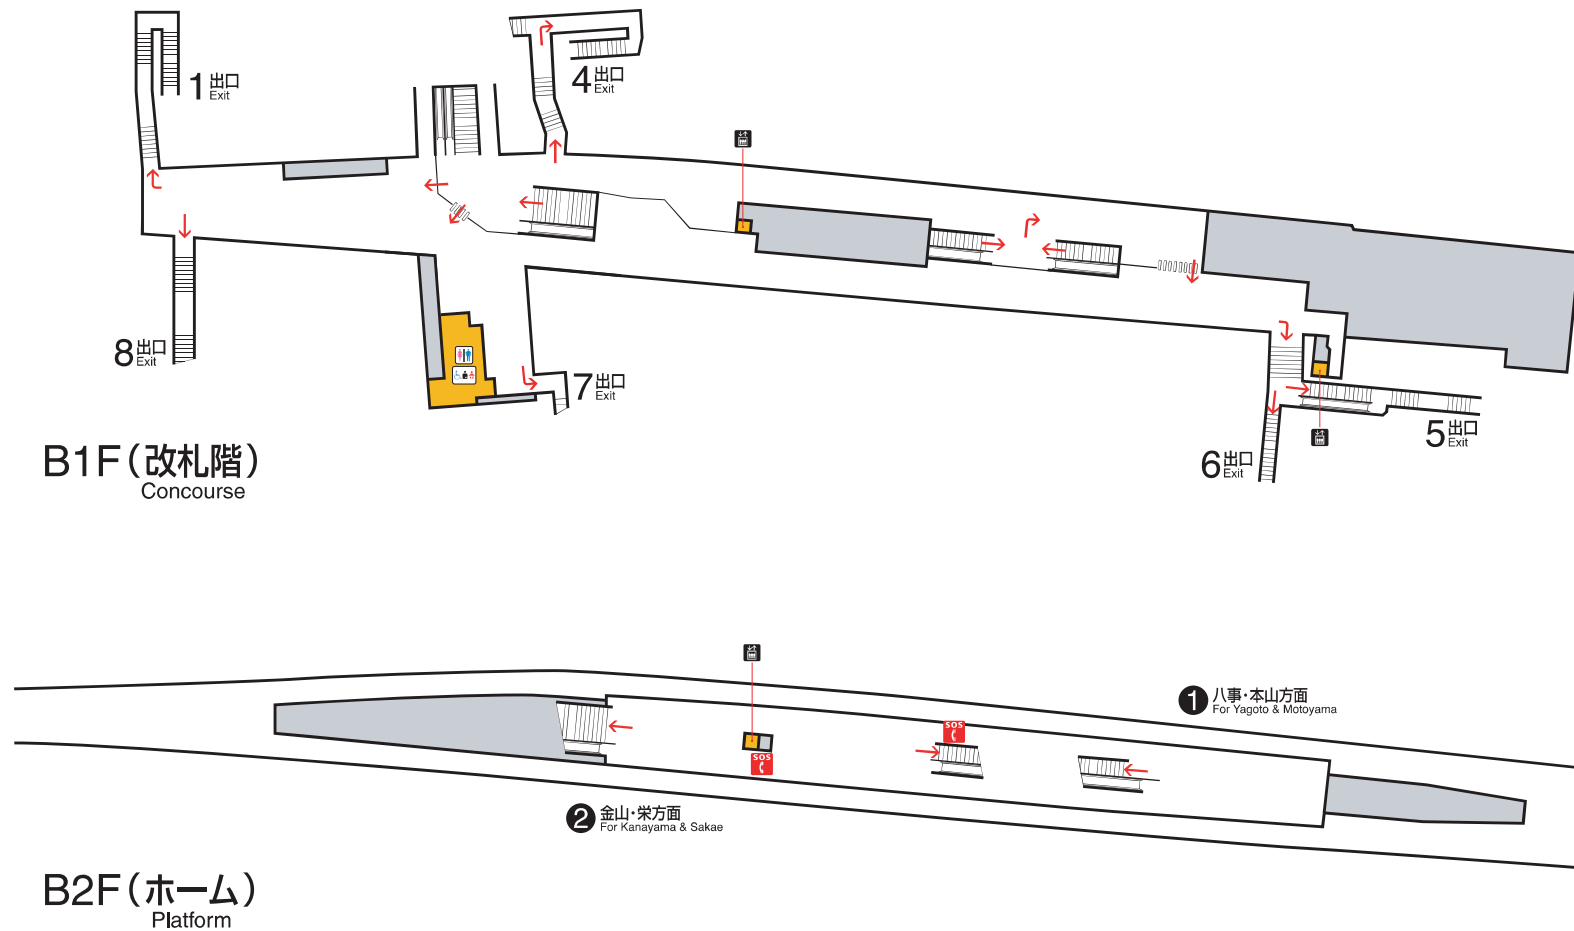 1 出口
Exit
4 出口
Exit
8 出口
Exit
7 出口
Exit
5 出口
Exit
6 出口
Exit
B1F（改札階）
Concourse
1 八事・本山方面
For Yagoto & Motoyama
SOS
SOS
2 金山・栄方面
For Kanayama & Sakae
B2F（ホーム）
Platform